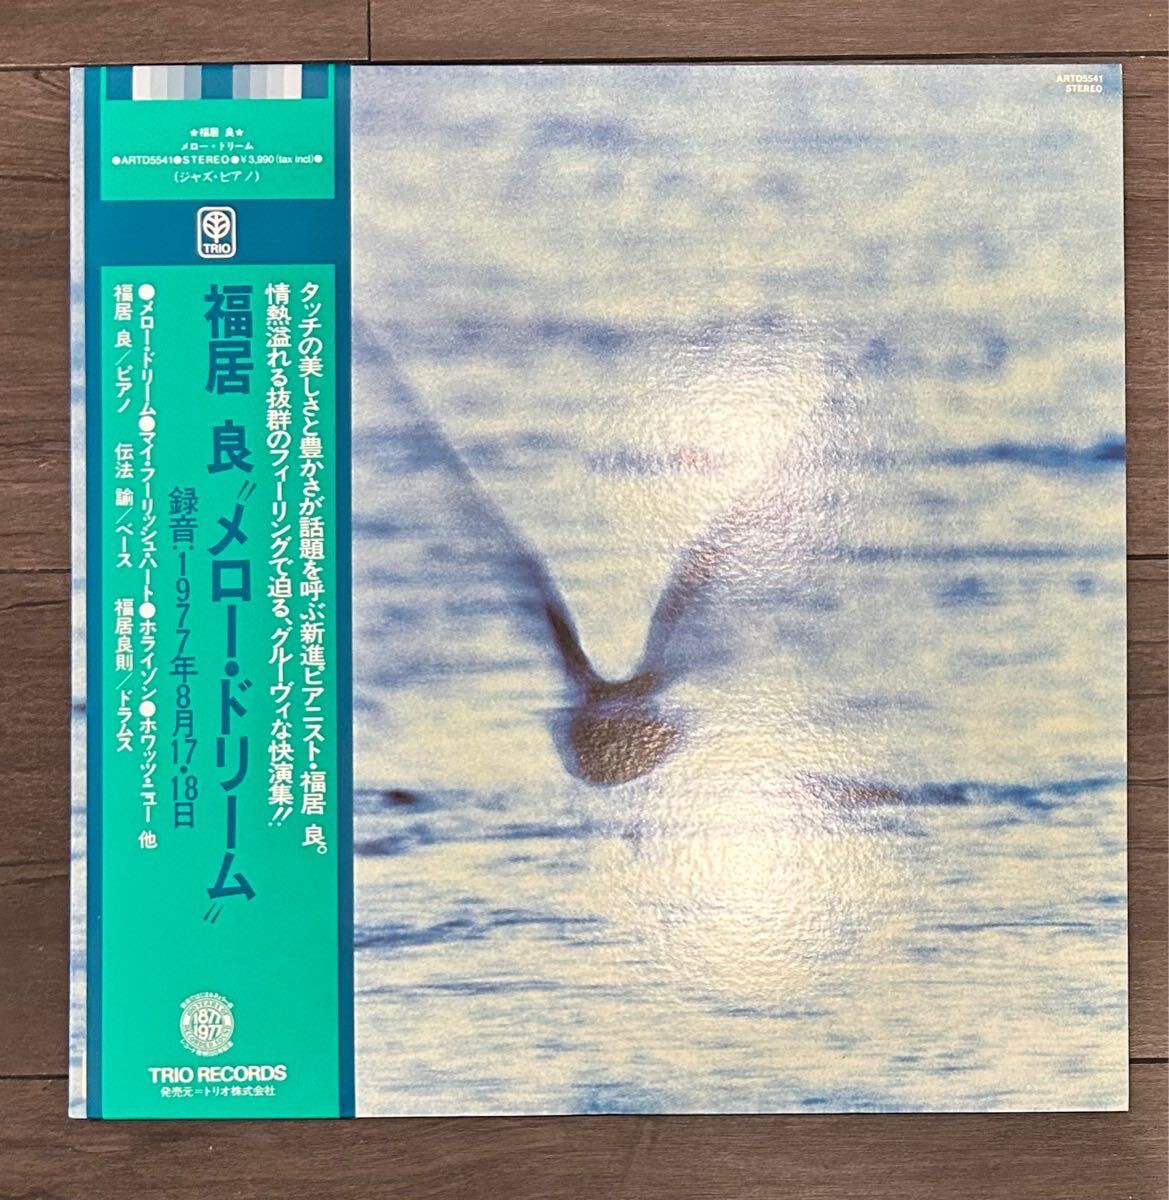 ARTD5541
STEREO
★福居 良★
メロー・ドリーム
●ARTD5541●STEREO●¥3,990(tax incl)●
(ジャズ・ピアノ)
TRIO
タッチの美しさと豊かさが話題を呼ぶ新進ピアニスト・福居 良。
情熱溢れる抜群のフィーリングで迫る、グルーヴィな快演集!!
福居 良〝メロー・ドリーム〟
録音:1977年8月17・18日
●メロー・ドリーム●マイ・フーリッシュ・ハート●ホライゾン●ホワッツ・ニュー 他
福居 良/ピアノ 伝法 諭/ベース 福居良則/ドラムス
1877
1977
TRIO RECORDS
発売元=トリオ株式会社